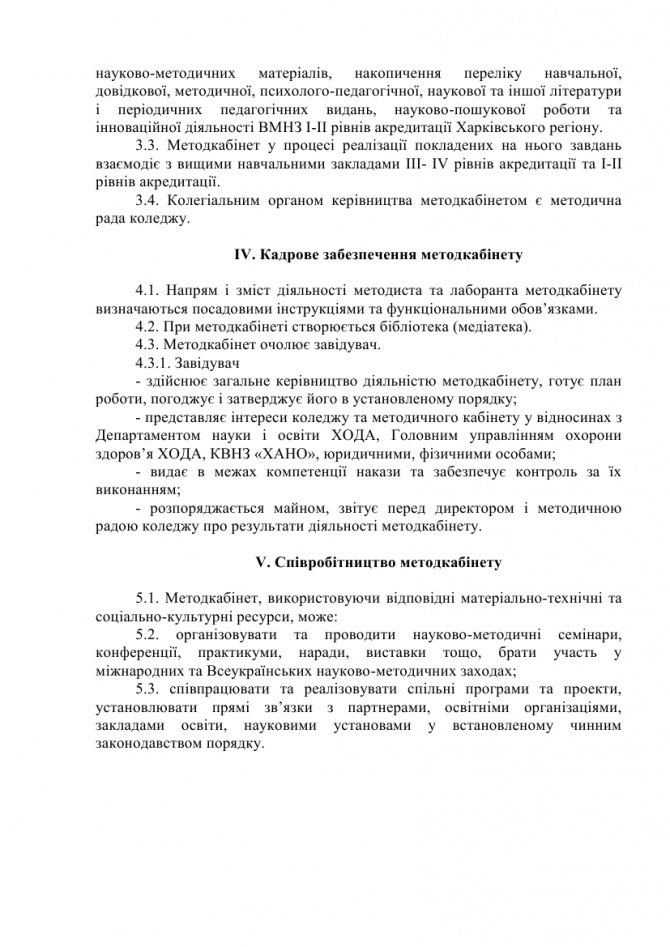 науково-методичних матеріалів, накопичення переліку навчальної,
довідкової, методичної, психолого-педагогічної, наукової та іншої літератури
і періодичних педагогічних видань, науково-пошукової роботи та
інноваційної діяльності ВМНЗ І-ІІ рівнів акредитації Харківського регіону.
3.3. Методкабінет у процесі реалізації покладених на нього завдань
взаємодіє з вищими навчальними закладами ІІІ- ІV рівнів акредитації та І-ІІ
рівнів акредитації.
3.4. Колегіальним органом керівництва методкабінетом є методична
рада коледжу.
IV. Кадрове забезпечення методкабінету
4.1. Напрям і зміст діяльності методиста та лаборанта методкабінету
визначаються посадовими інструкціями та функціональними обов’язками.
4.2. При методкабінеті створюється бібліотека (медіатека).
4.3. Методкабінет очолює завідувач.
4.3.1. Завідувач
- здійснює загальне керівництво діяльністю методкабінету, готує план
роботи, погоджує і затверджує його в установленому порядку;
- представляє інтереси коледжу та методичного кабінету у відносинах з
Департаментом науки і освіти ХОДА, Головним управлінням охорони
здоров’я ХОДА, КВНЗ «ХАНО», юридичними, фізичними особами;
- видає в межах компетенції накази та забезпечує контроль за їх
виконанням;
- розпоряджається майном, звітує перед директором і методичною
радою коледжу про результати діяльності методкабінету.
V. Співробітництво методкабінету
5.1. Методкабінет, використовуючи відповідні матеріально-технічні та
соціально-культурні ресурси, може:
5.2. організовувати та проводити науково-методичні семінари,
конференції, практикуми, наради, виставки тощо, брати участь у
міжнародних та Всеукраїнських науково-методичних заходах;
5.3. співпрацювати та реалізовувати спільні програми та проекти,
установлювати прямі зв’язки з партнерами, освітніми організаціями,
закладами освіти, науковими установами у встановленому чинним
законодавством порядку.